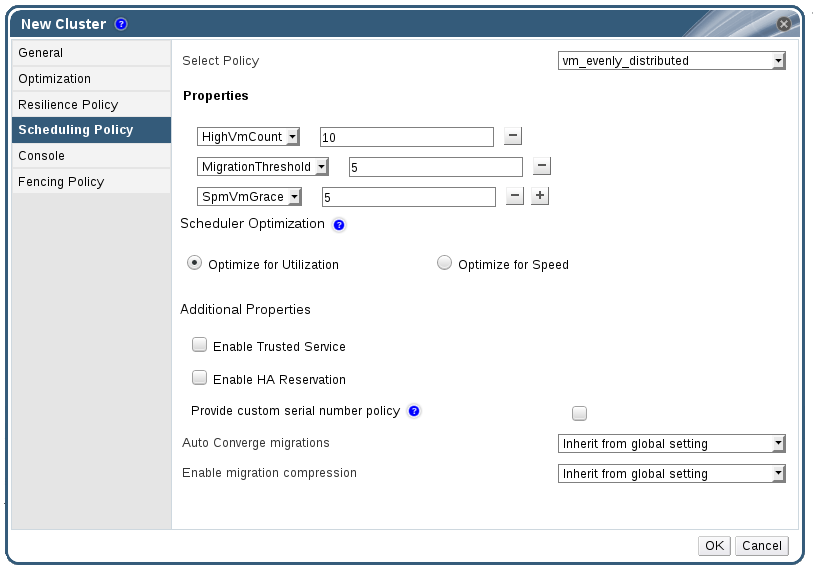 New Cluster ?
General
Optimization
Resilience Policy
Scheduling Policy
Console
Fencing Policy
Select Policy vm_evenly_distributed
Properties
HighVmCount 10 −
MigrationThreshold 5 −
SpmVmGrace 5 − +
Scheduler Optimization ?
Optimize for Utilization Optimize for Speed
Additional Properties
Enable Trusted Service
Enable HA Reservation
Provide custom serial number policy ?
Auto Converge migrations Inherit from global setting
Enable migration compression Inherit from global setting
OK Cancel